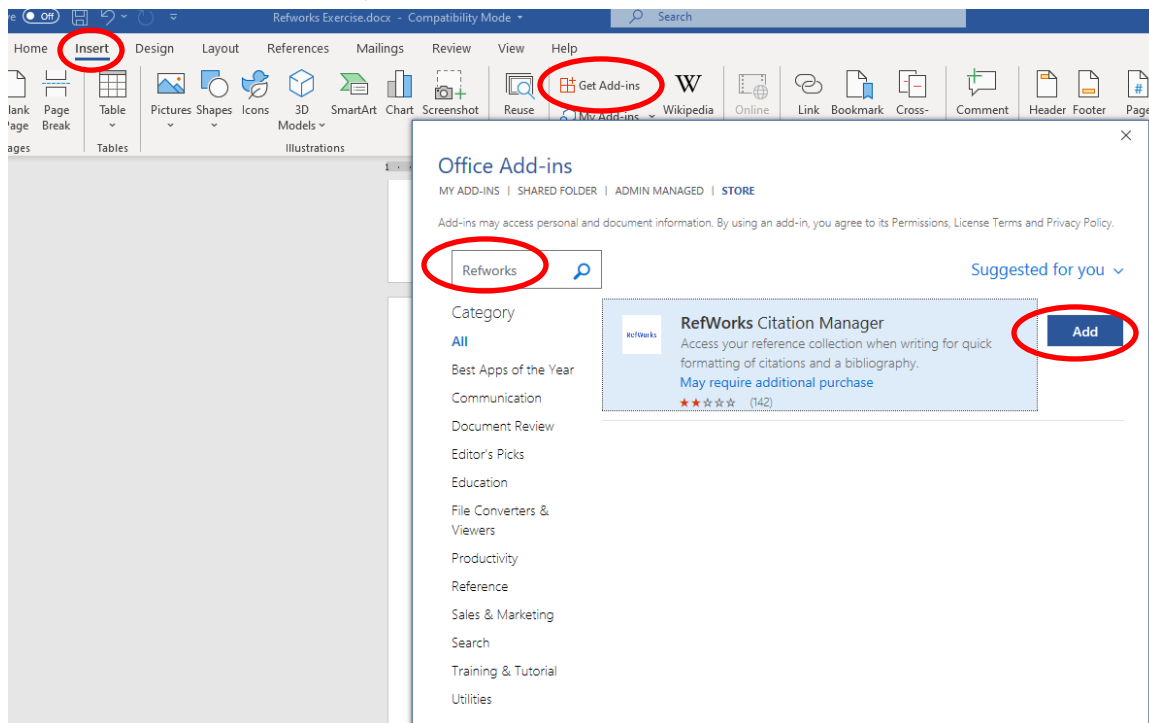 Off Refworks Exercise.docx - Compatibility Mode Search
Home Insert Design Layout References Mailings Review View Help
Page Break
Table
Pictures Shapes Icons 3D Models SmartArt Chart Screenshot
Reuse
Get Add-ins
My Add-ins
W Wikipedia
Online
Link Bookmark Cross-
Comment
Header Footer Page
Tables Illustrations
Office Add-ins
MY ADD-INS | SHARED FOLDER | ADMIN MANAGED | STORE
Add-ins may access personal and document information. By using an add-in, you agree to its Permissions, License Terms and Privacy Policy.
Refworks
Suggested for you
Category
All
Best Apps of the Year
Communication
Document Review
Editor's Picks
Education
File Converters &
Viewers
Productivity
Reference
Sales & Marketing
Search
Training & Tutorial
Utilities
RefWorks
RefWorks Citation Manager
Access your reference collection when writing for quick
formatting of citations and a bibliography.
May require additional purchase
(142)
Add